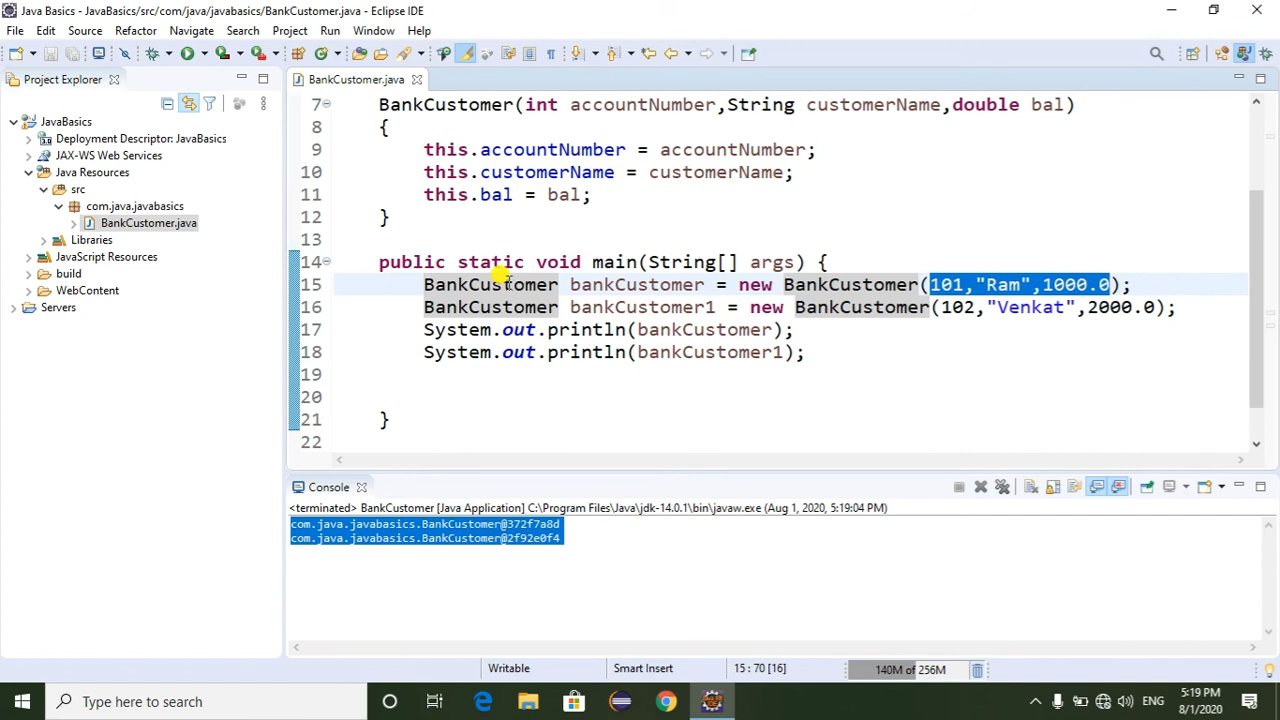 Java Basics - JavaBasics/src/com/java/javabasics/BankCustomer.java - Eclipse IDE
File Edit Source Refactor Navigate Search Project Run Window Help
Project Explorer
BankCustomer.java
JavaBasics
Deployment Descriptor: JavaBasics
JAX-WS Web Services
Java Resources
src
com.java.javabasics
BankCustomer.java
Libraries
JavaScript Resources
build
WebContent
Servers
7 BankCustomer(int accountNumber,String customerName,double bal)
8 {
9 this.accountNumber = accountNumber;
10 this.customerName = customerName;
11 this.bal = bal;
12 }
13
14 public static void main(String[] args) {
15 BankCustomer bankCustomer = new BankCustomer(101,"Ram",1000.0);
16 BankCustomer bankCustomer1 = new BankCustomer(102,"Venkat",2000.0);
17 System.out.println(bankCustomer);
18 System.out.println(bankCustomer1);
19
20
21 }
22
Console
<terminated> BankCustomer [Java Application] C:\Program Files\Java\jdk-14.0.1\bin\javaw.exe (Aug 1, 2020, 5:19:04 PM)
com.java.javabasics.BankCustomer@372f7a8d
com.java.javabasics.BankCustomer@2f92e0f4
Writable Smart Insert 15 : 70 [16] 140M of 256M
Type here to search
ENG
5:19 PM
8/1/2020